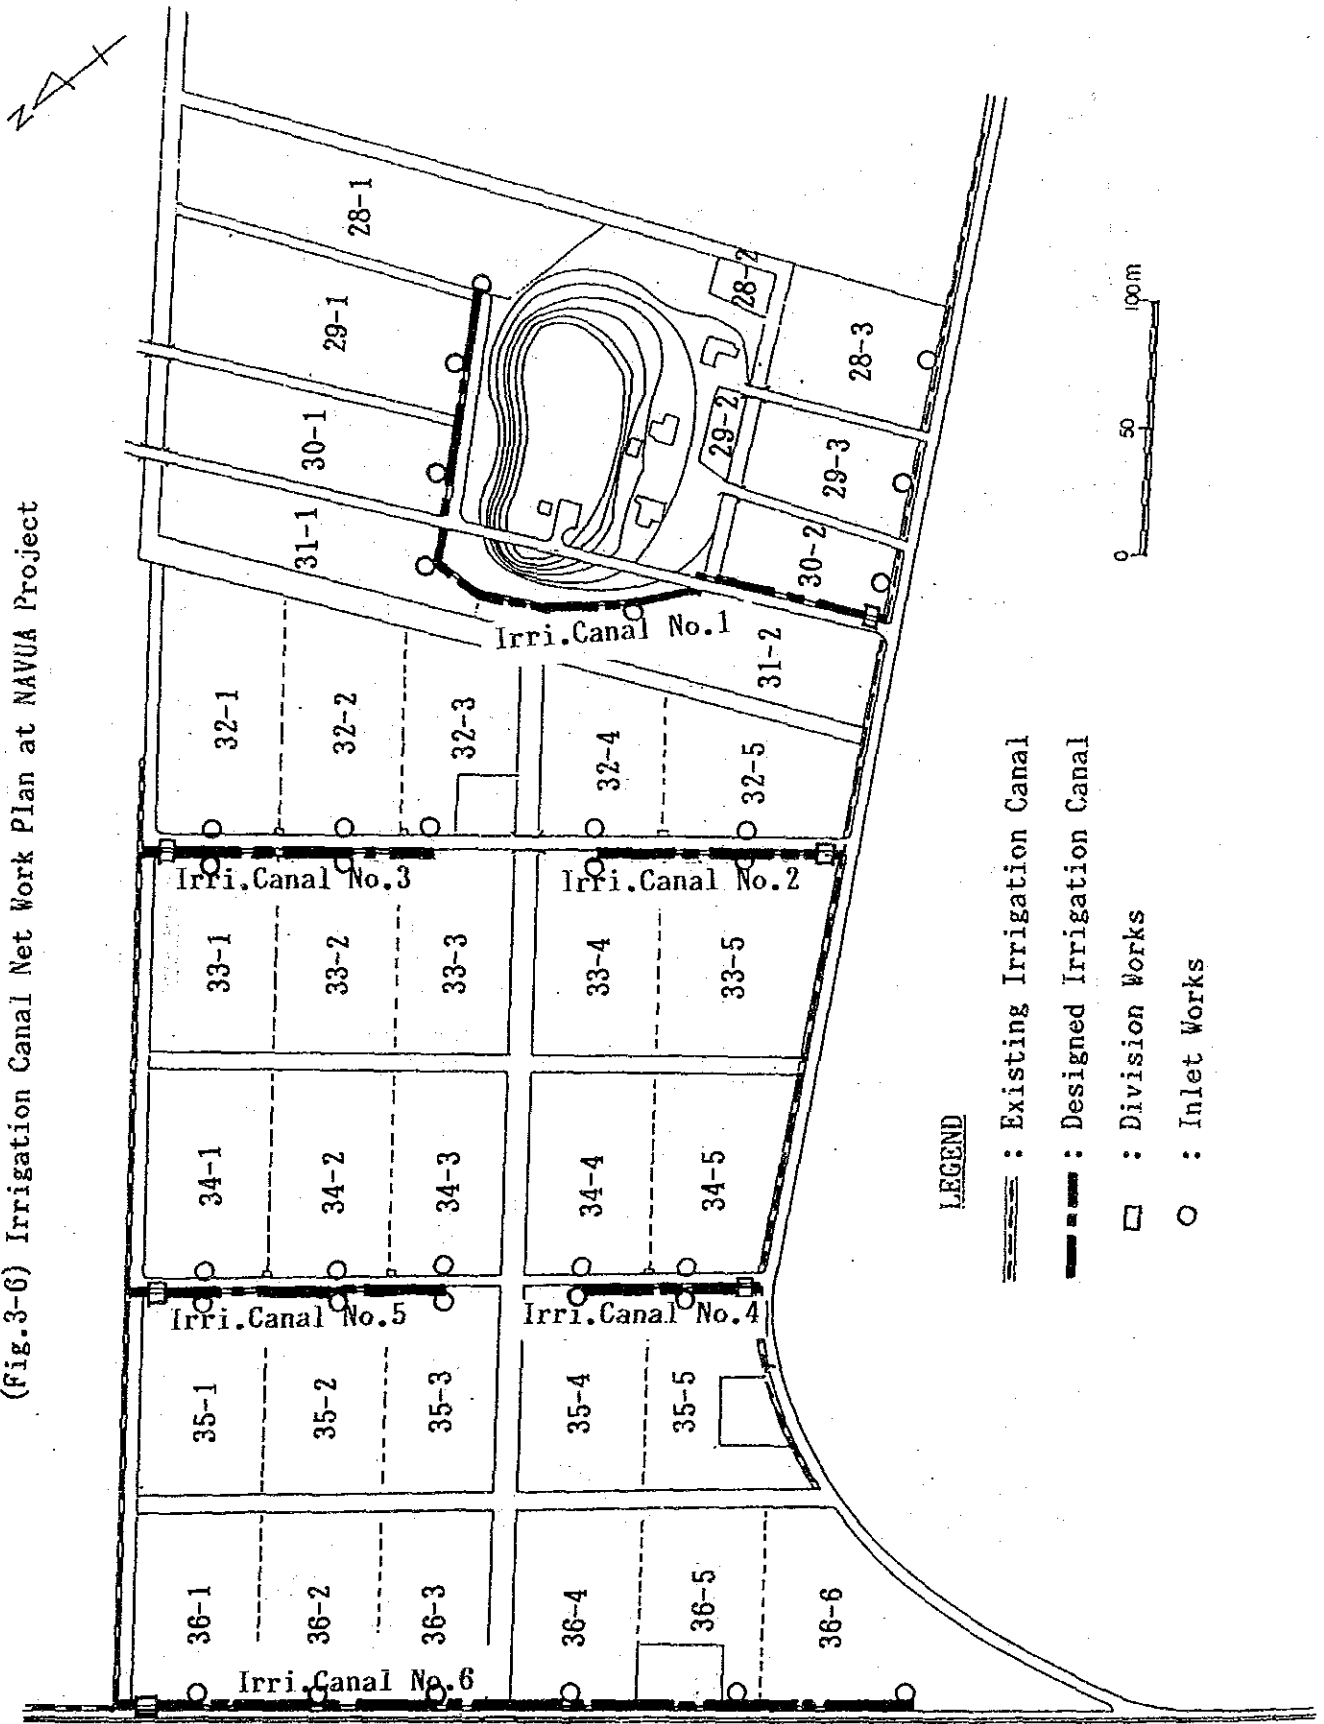 (Fig.3-6) Irrigation Canal Net Work Plan at NAVUA Project
N
28-1
29-1
30-1
31-1
28-2
29-2
28-3
29-3
30-2
31-2
Irri.Canal No.1
32-1
32-2
32-3
32-4
32-5
Irri.Canal No.3
Irri.Canal No.2
33-1
33-2
33-3
33-4
33-5
34-1
34-2
34-3
34-4
34-5
Irri.Canal No.5
Irri.Canal No.4
35-1
35-2
35-3
35-4
35-5
36-1
36-2
36-3
36-4
36-5
36-6
Irri.Canal No.6
0 50 100m
LEGEND
: Existing Irrigation Canal
: Designed Irrigation Canal
: Division Works
: Inlet Works